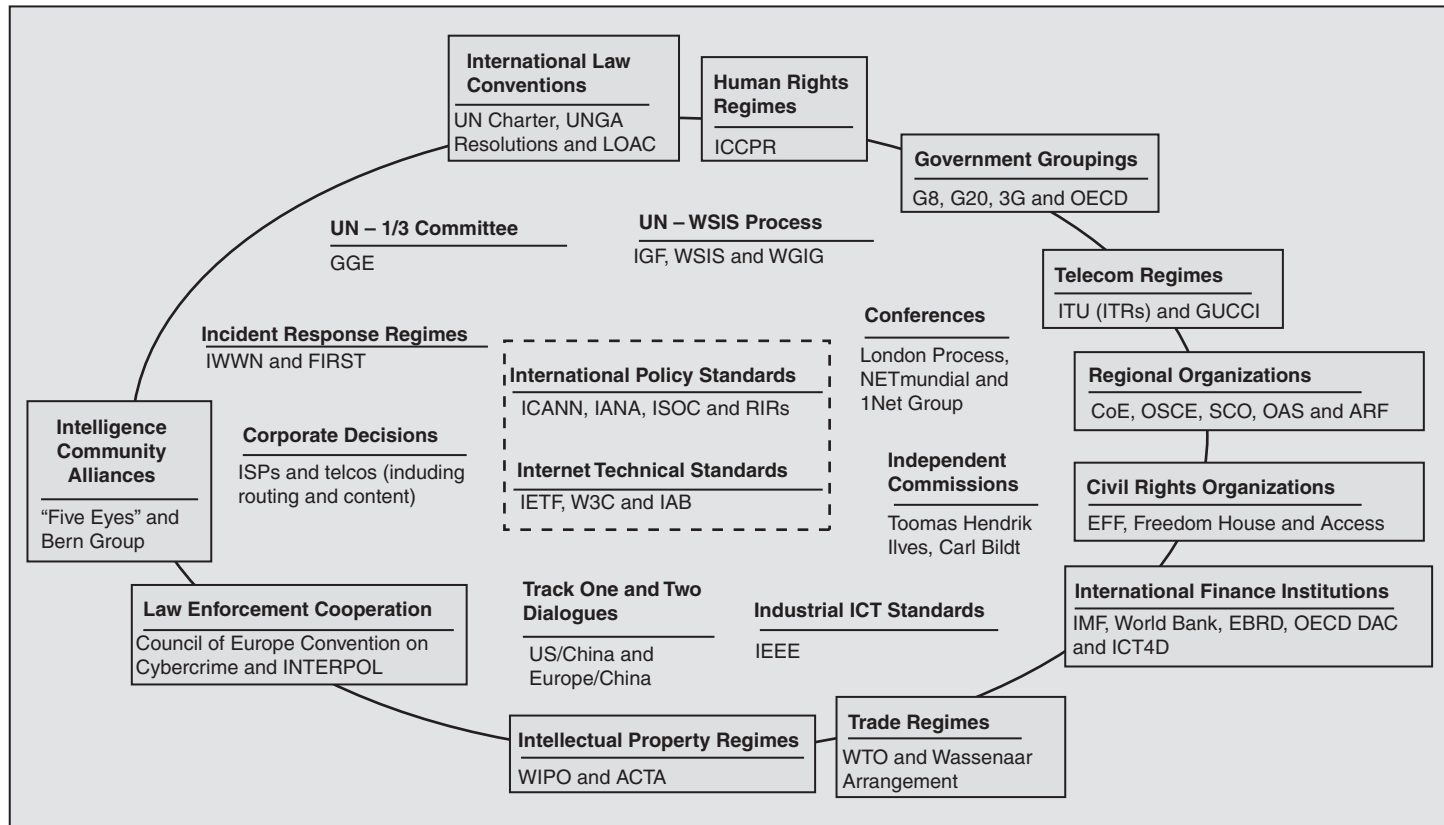 International Law
Conventions
UN Charter, UNGA
Resolutions and LOAC
Human Rights
Regimes
ICCPR
Government Groupings
G8, G20, 3G and OECD
UN – 1/3 Committee
GGE
UN – WSIS Process
IGF, WSIS and WGIG
Telecom Regimes
ITU (ITRs) and GUCCI
Incident Response Regimes
IWWN and FIRST
Conferences
London Process,
NETmundial and
1Net Group
International Policy Standards
ICANN, IANA, ISOC and RIRs
Regional Organizations
CoE, OSCE, SCO, OAS and ARF
Intelligence
Community
Alliances
“Five Eyes” and
Bern Group
Corporate Decisions
ISPs and telcos (induding
routing and content)
Internet Technical Standards
IETF, W3C and IAB
Independent
Commissions
Toomas Hendrik
Ilves, Carl Bildt
Civil Rights Organizations
EFF, Freedom House and Access
Law Enforcement Cooperation
Council of Europe Convention on
Cybercrime and INTERPOL
Track One and Two
Dialogues
US/China and
Europe/China
Industrial ICT Standards
IEEE
International Finance Institutions
IMF, World Bank, EBRD, OECD DAC
and ICT4D
Intellectual Property Regimes
WIPO and ACTA
Trade Regimes
WTO and Wassenaar
Arrangement